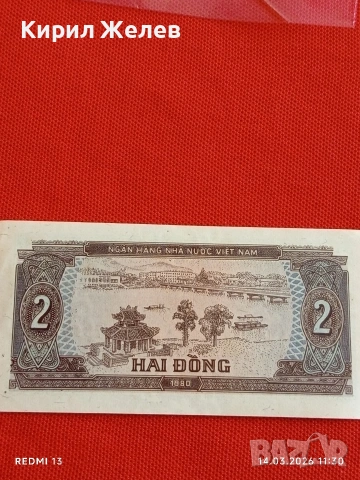 Кирил Желев
NGÂN HÀNG NHÀ NƯỚC VIỆT NAM
2
2
HAI ĐỒNG
1980
BAZAR
REDMI 13
14.03.2026 11:30